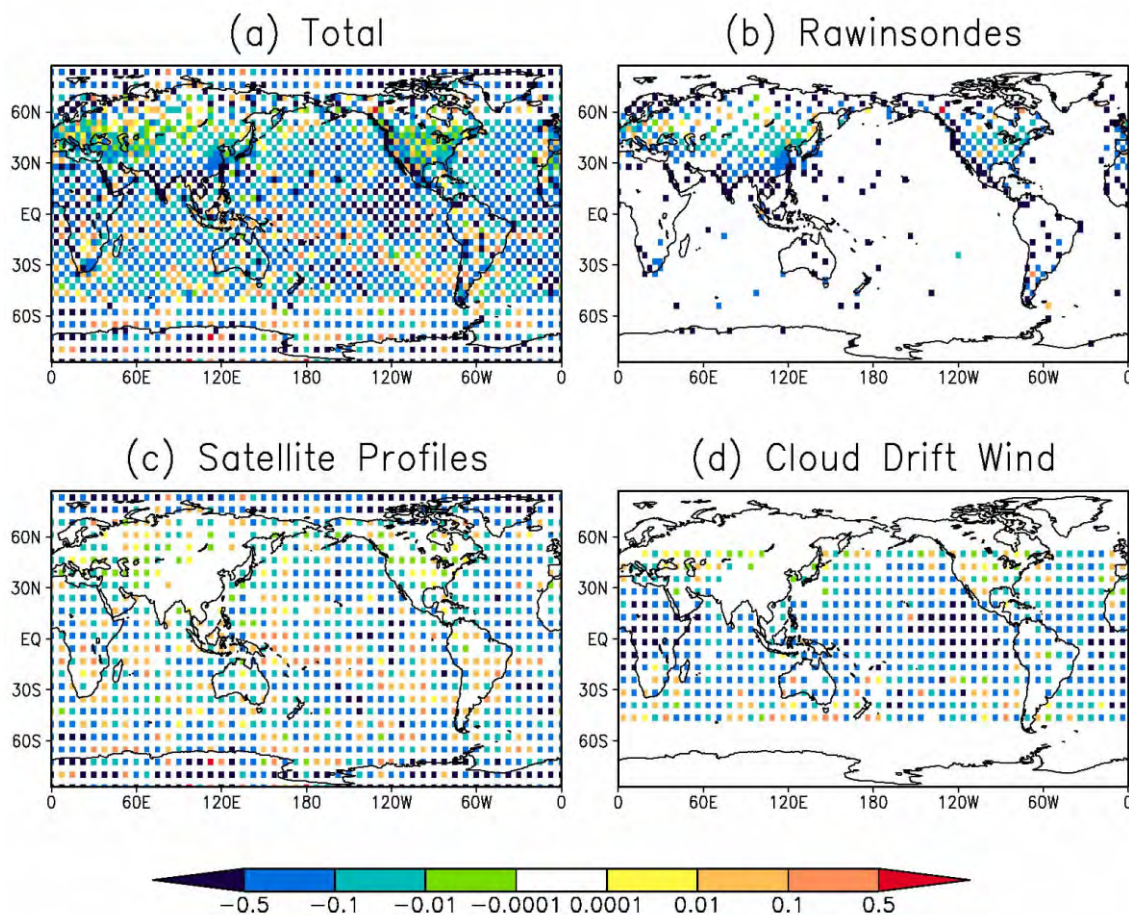 (a) Total
(b) Rawinsondes
60N
30N
EQ
30S
60S
0 60E 120E 180 120W 60W 0
60N
30N
EQ
30S
60S
0 60E 120E 180 120W 60W 0
(c) Satellite Profiles
(d) Cloud Drift Wind
60N
30N
EQ
30S
60S
0 60E 120E 180 120W 60W 0
60N
30N
EQ
30S
60S
0 60E 120E 180 120W 60W 0
-0.5 -0.1 -0.01 -0.0001 0.0001 0.01 0.1 0.5